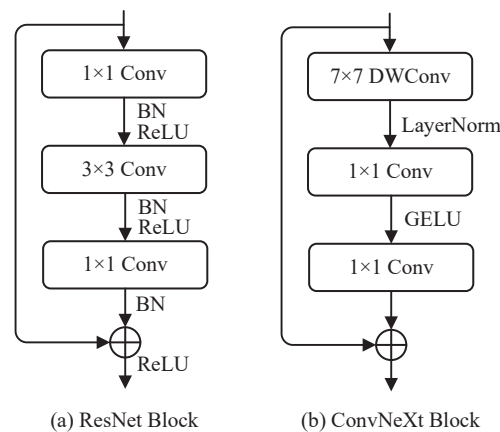 1×1 Conv
BN
ReLU
3×3 Conv
BN
ReLU
1×1 Conv
BN
ReLU
(a) ResNet Block
7×7 DWConv
LayerNorm
1×1 Conv
GELU
1×1 Conv
(b) ConvNeXt Block